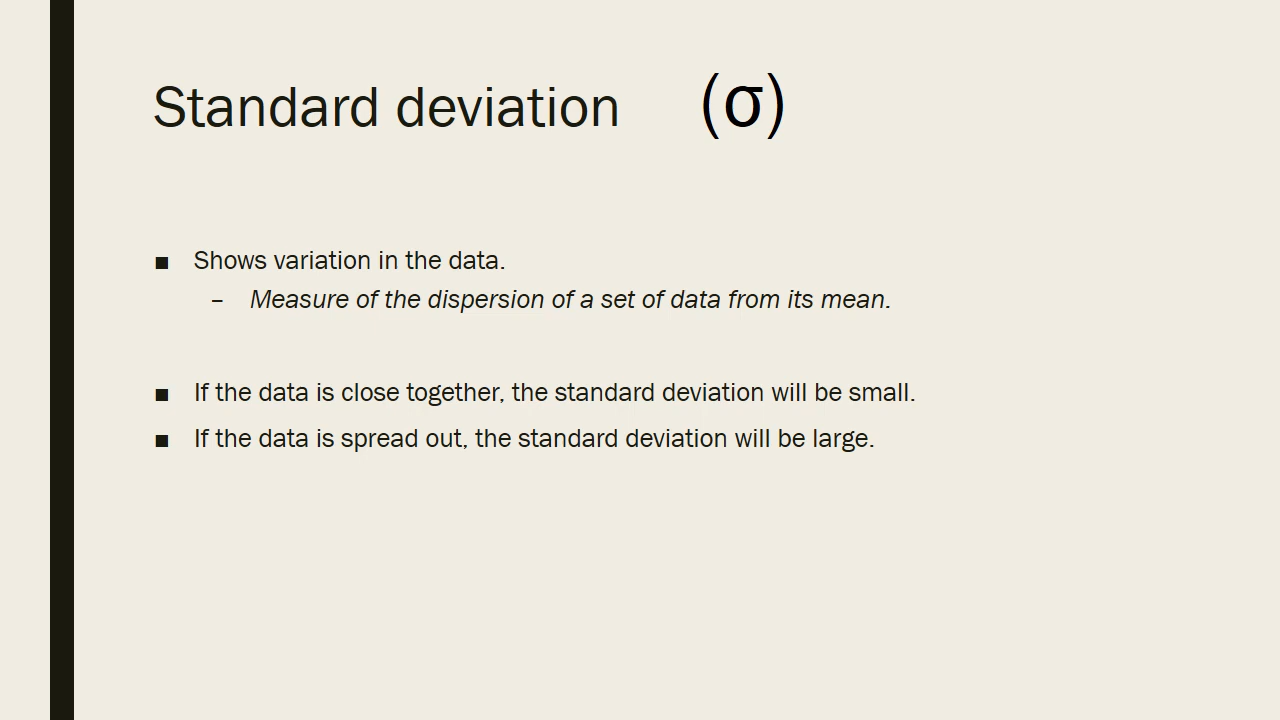 Standard deviation (σ)
▪ Shows variation in the data.
– Measure of the dispersion of a set of data from its mean.
▪ If the data is close together, the standard deviation will be small.
▪ If the data is spread out, the standard deviation will be large.